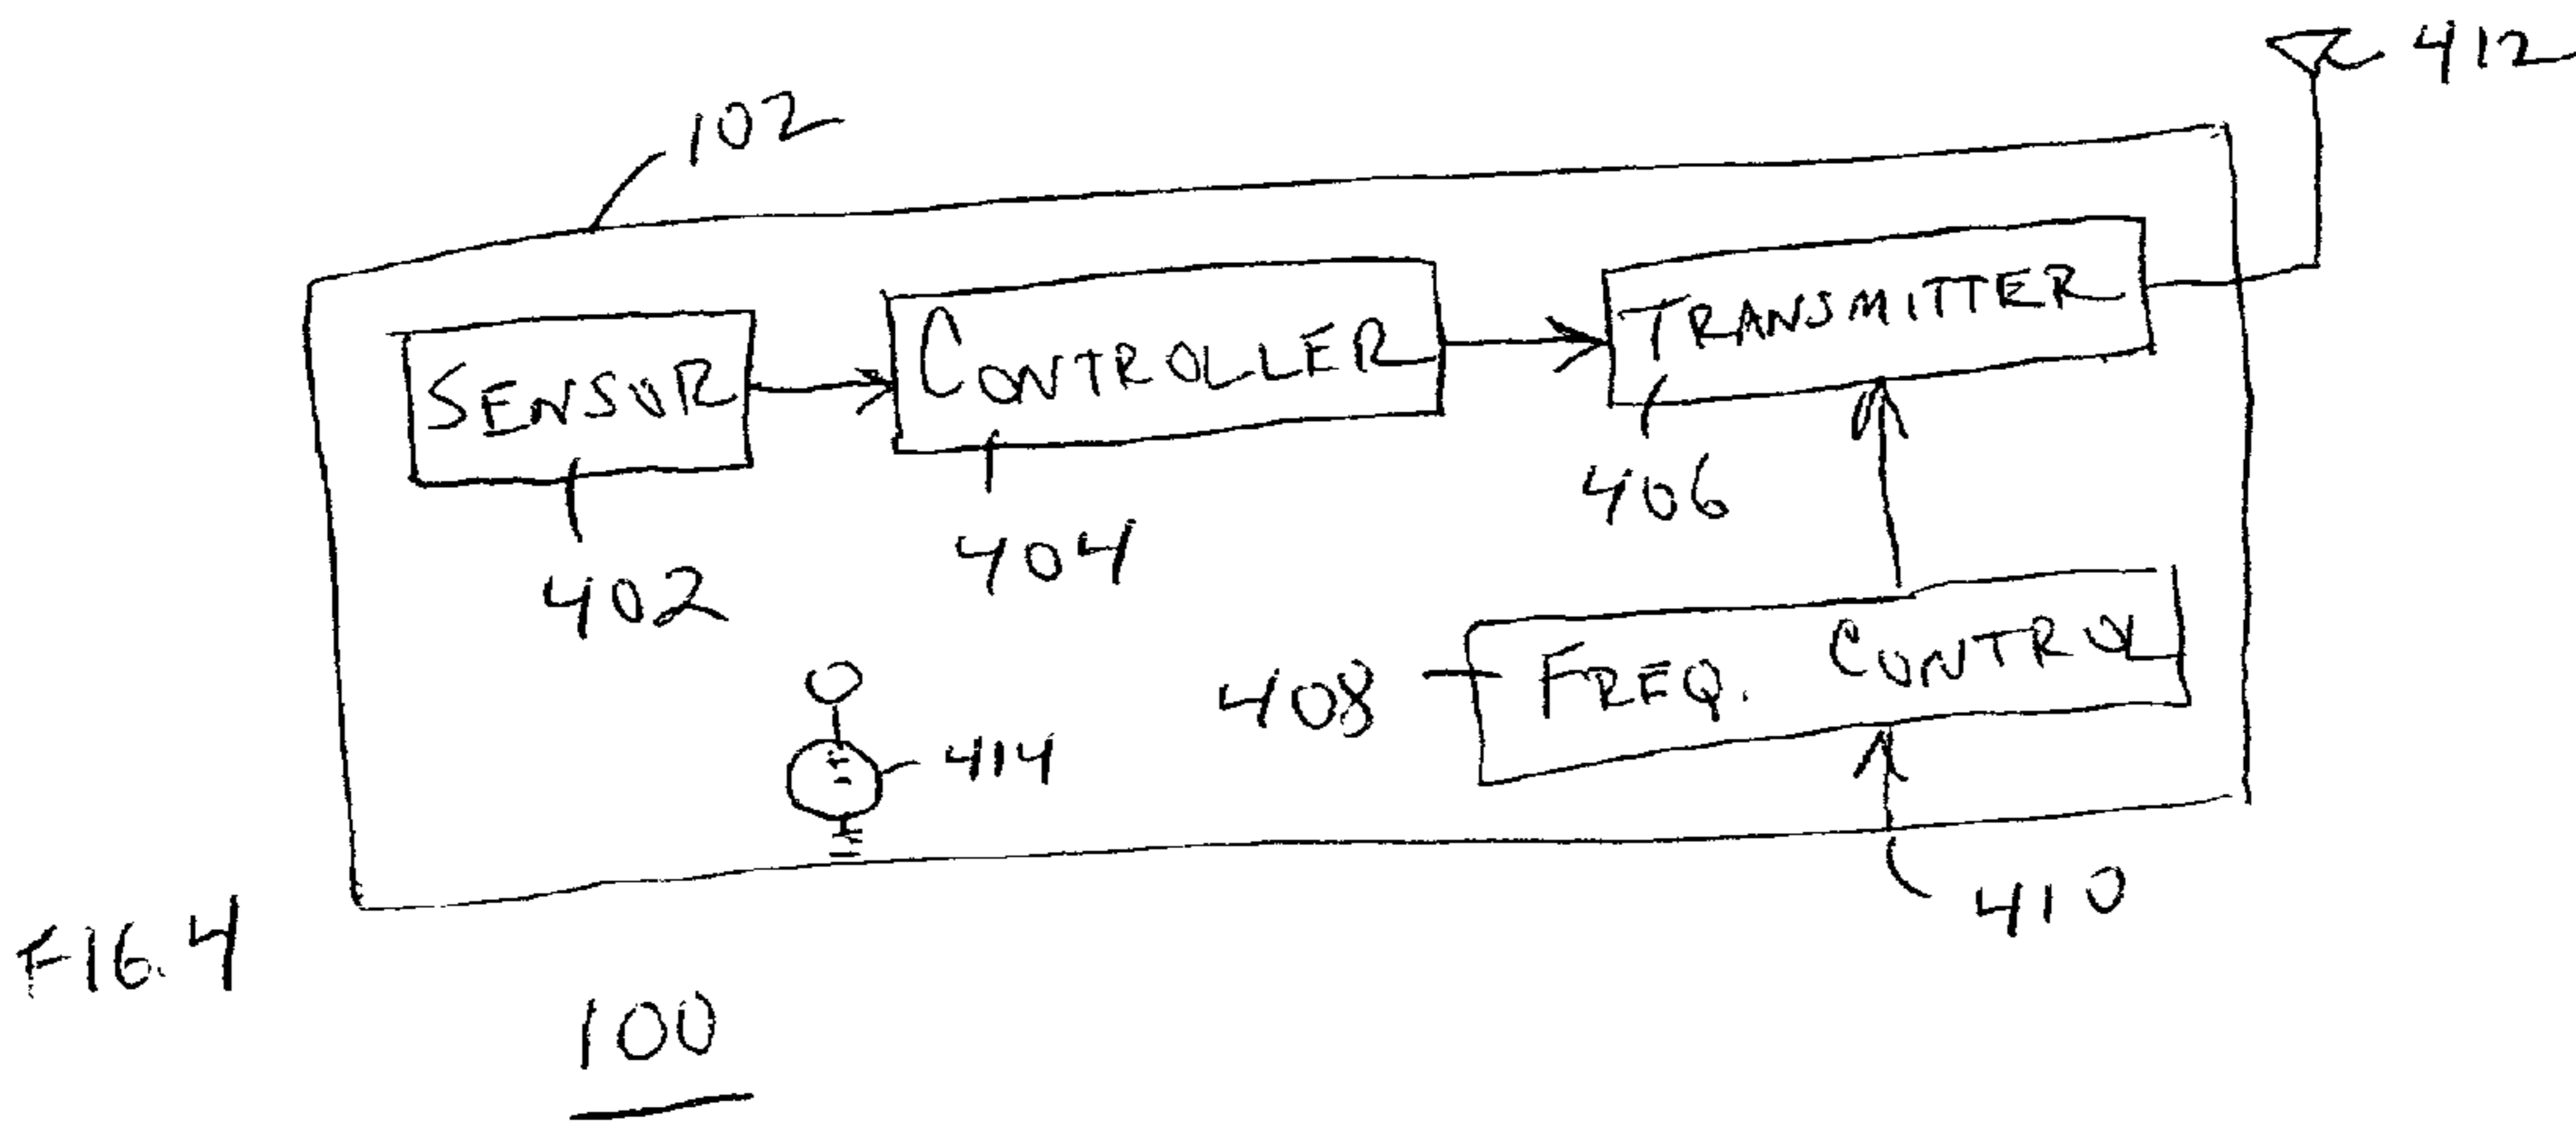 412
102
SENSOR
CONTROLLER
TRANSMITTER
402
404
406
408
FREQ. CONTROL
414
410
FIG. 4
100